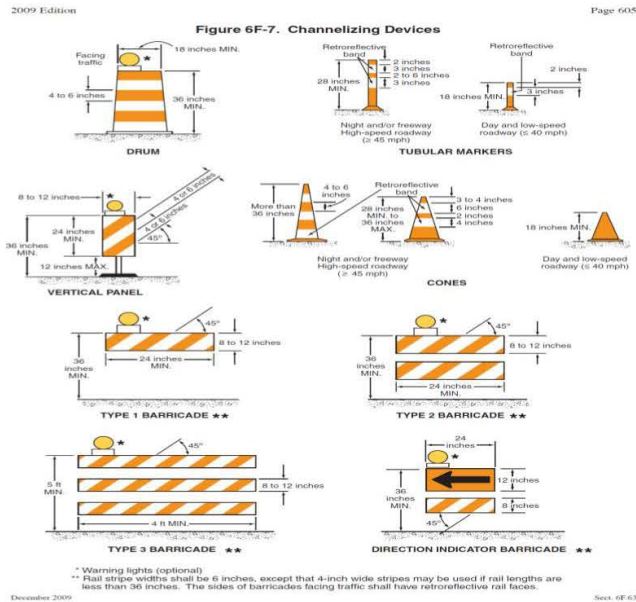 2009 Edition
Page 605
Figure 6F-7. Channelizing Devices
18 inches MIN.
Facing
traffic
*
4 to 6 inches
36 inches
MIN.
DRUM
Retroreflective
band
2 inches
3 inches
2 to 6 inches
3 inches
28 inches
MIN.
Night and/or freeway
High-speed roadway
(≥ 45 mph)
Retroreflective
band
2 inches
3 inches
18 inches MIN.
Day and low-speed
roadway (≤ 40 mph)
TUBULAR MARKERS
8 to 12 inches
*
4 or 6 inches
4 or 6 inches
45°
24 inches
MIN.
36 inches
MIN.
12 inches MAX.
VERTICAL PANEL
4 to 6
inches
More than
36 inches
Retroreflective
band
28 inches
MIN. to
36 inches
MAX.
3 to 4 inches
6 inches
2 inches
4 inches
Night and/or freeway
High-speed roadway
(≥ 45 mph)
18 inches MIN.
Day and low-speed
roadway (≤ 40 mph)
CONES
*
45°
8 to 12 inches
36
inches
MIN.
24 inches
MIN.
TYPE 1 BARRICADE **
*
45°
8 to 12 inches
36
inches
MIN.
24 inches
MIN.
TYPE 2 BARRICADE **
*
45°
5 ft
MIN.
8 to 12 inches
4 ft MIN.
TYPE 3 BARRICADE **
24
inches
*
12 inches
36
inches
MIN.
8 inches
45°
DIRECTION INDICATOR BARRICADE **
* Warning lights (optional)
** Rail stripe widths shall be 6 inches, except that 4-inch wide stripes may be used if rail lengths are
less than 36 inches. The sides of barricades facing traffic shall have retroreflective rail faces.
December 2009
Sect. 6F.63